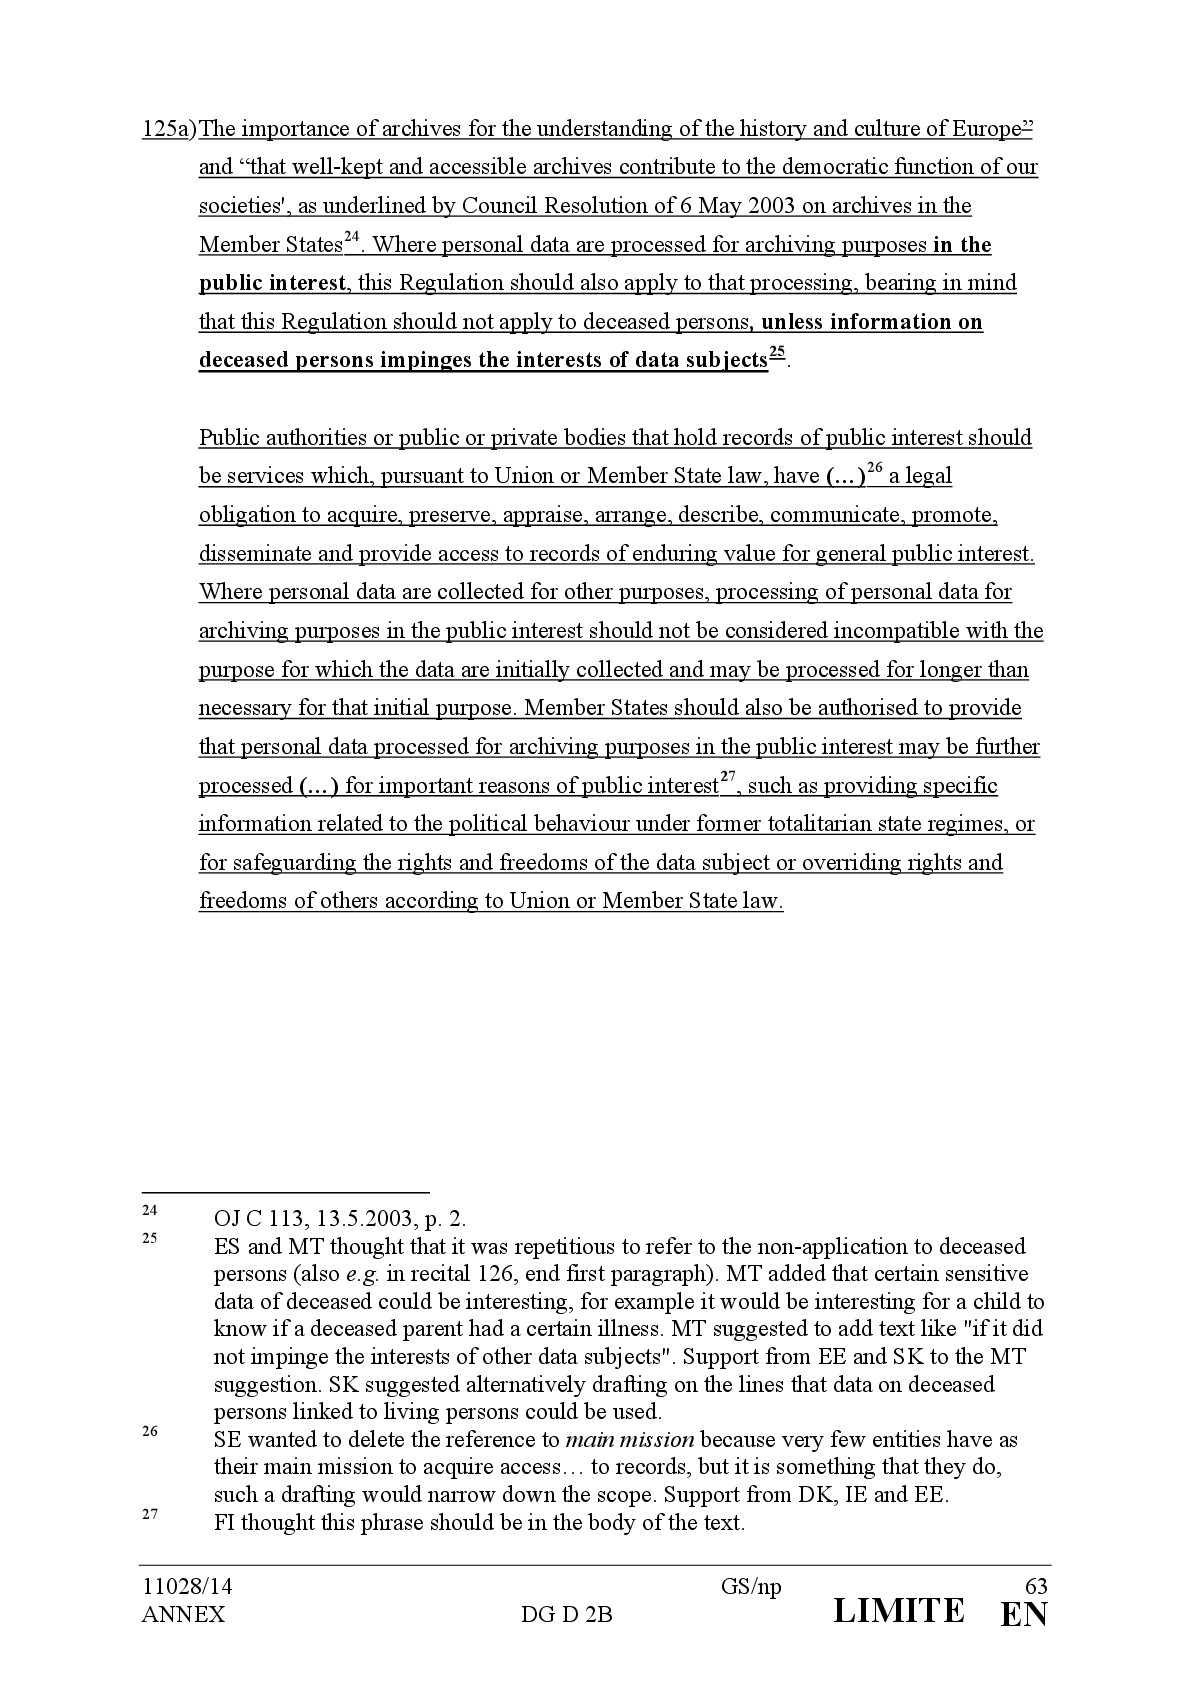 125a) The importance of archives for the understanding of the history and culture of Europe”
and “that well-kept and accessible archives contribute to the democratic function of our
societies', as underlined by Council Resolution of 6 May 2003 on archives in the
Member States24. Where personal data are processed for archiving purposes in the
public interest, this Regulation should also apply to that processing, bearing in mind
that this Regulation should not apply to deceased persons, unless information on
deceased persons impinges the interests of data subjects25.
Public authorities or public or private bodies that hold records of public interest should
be services which, pursuant to Union or Member State law, have (…)26 a legal
obligation to acquire, preserve, appraise, arrange, describe, communicate, promote,
disseminate and provide access to records of enduring value for general public interest.
Where personal data are collected for other purposes, processing of personal data for
archiving purposes in the public interest should not be considered incompatible with the
purpose for which the data are initially collected and may be processed for longer than
necessary for that initial purpose. Member States should also be authorised to provide
that personal data processed for archiving purposes in the public interest may be further
processed (…) for important reasons of public interest27, such as providing specific
information related to the political behaviour under former totalitarian state regimes, or
for safeguarding the rights and freedoms of the data subject or overriding rights and
freedoms of others according to Union or Member State law.
24 OJ C 113, 13.5.2003, p. 2.
25 ES and MT thought that it was repetitious to refer to the non-application to deceased
persons (also e.g. in recital 126, end first paragraph). MT added that certain sensitive
data of deceased could be interesting, for example it would be interesting for a child to
know if a deceased parent had a certain illness. MT suggested to add text like "if it did
not impinge the interests of other data subjects". Support from EE and SK to the MT
suggestion. SK suggested alternatively drafting on the lines that data on deceased
persons linked to living persons could be used.
26 SE wanted to delete the reference to main mission because very few entities have as
their main mission to acquire access… to records, but it is something that they do,
such a drafting would narrow down the scope. Support from DK, IE and EE.
27 FI thought this phrase should be in the body of the text.
11028/14 GS/np 63
ANNEX DG D 2B LIMITE EN